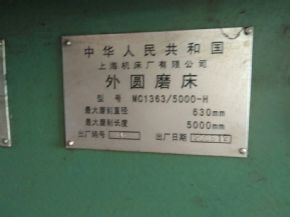 中华人民共和国
上海机床厂有限公司
外圆磨床
型号 MQ1363/5000-H
最大磨削直径 630mm
最大磨削长度 5000mm
出厂编号
出厂日期